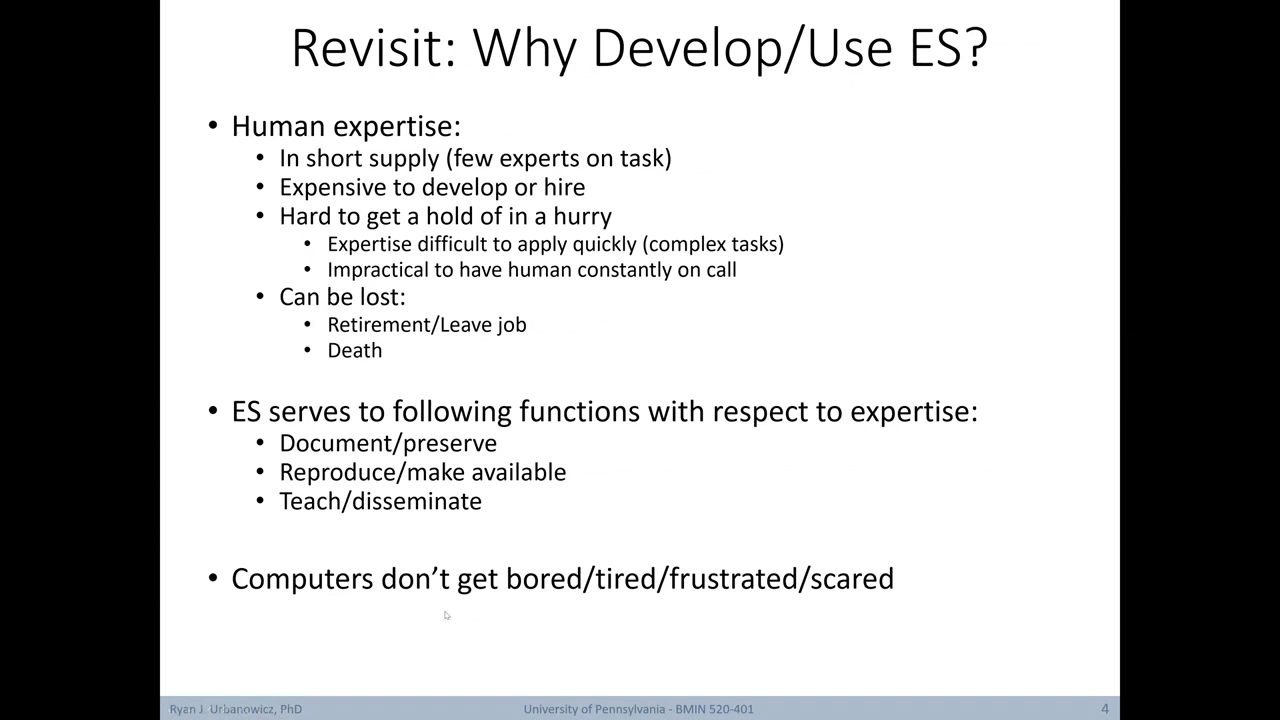 Revisit: Why Develop/Use ES?
• Human expertise:
• In short supply (few experts on task)
• Expensive to develop or hire
• Hard to get a hold of in a hurry
• Expertise difficult to apply quickly (complex tasks)
• Impractical to have human constantly on call
• Can be lost:
• Retirement/Leave job
• Death
• ES serves to following functions with respect to expertise:
• Document/preserve
• Reproduce/make available
• Teach/disseminate
• Computers don’t get bored/tired/frustrated/scared
Ryan J. Urbanowicz, PhD
University of Pennsylvania - BMIN 520-401
4